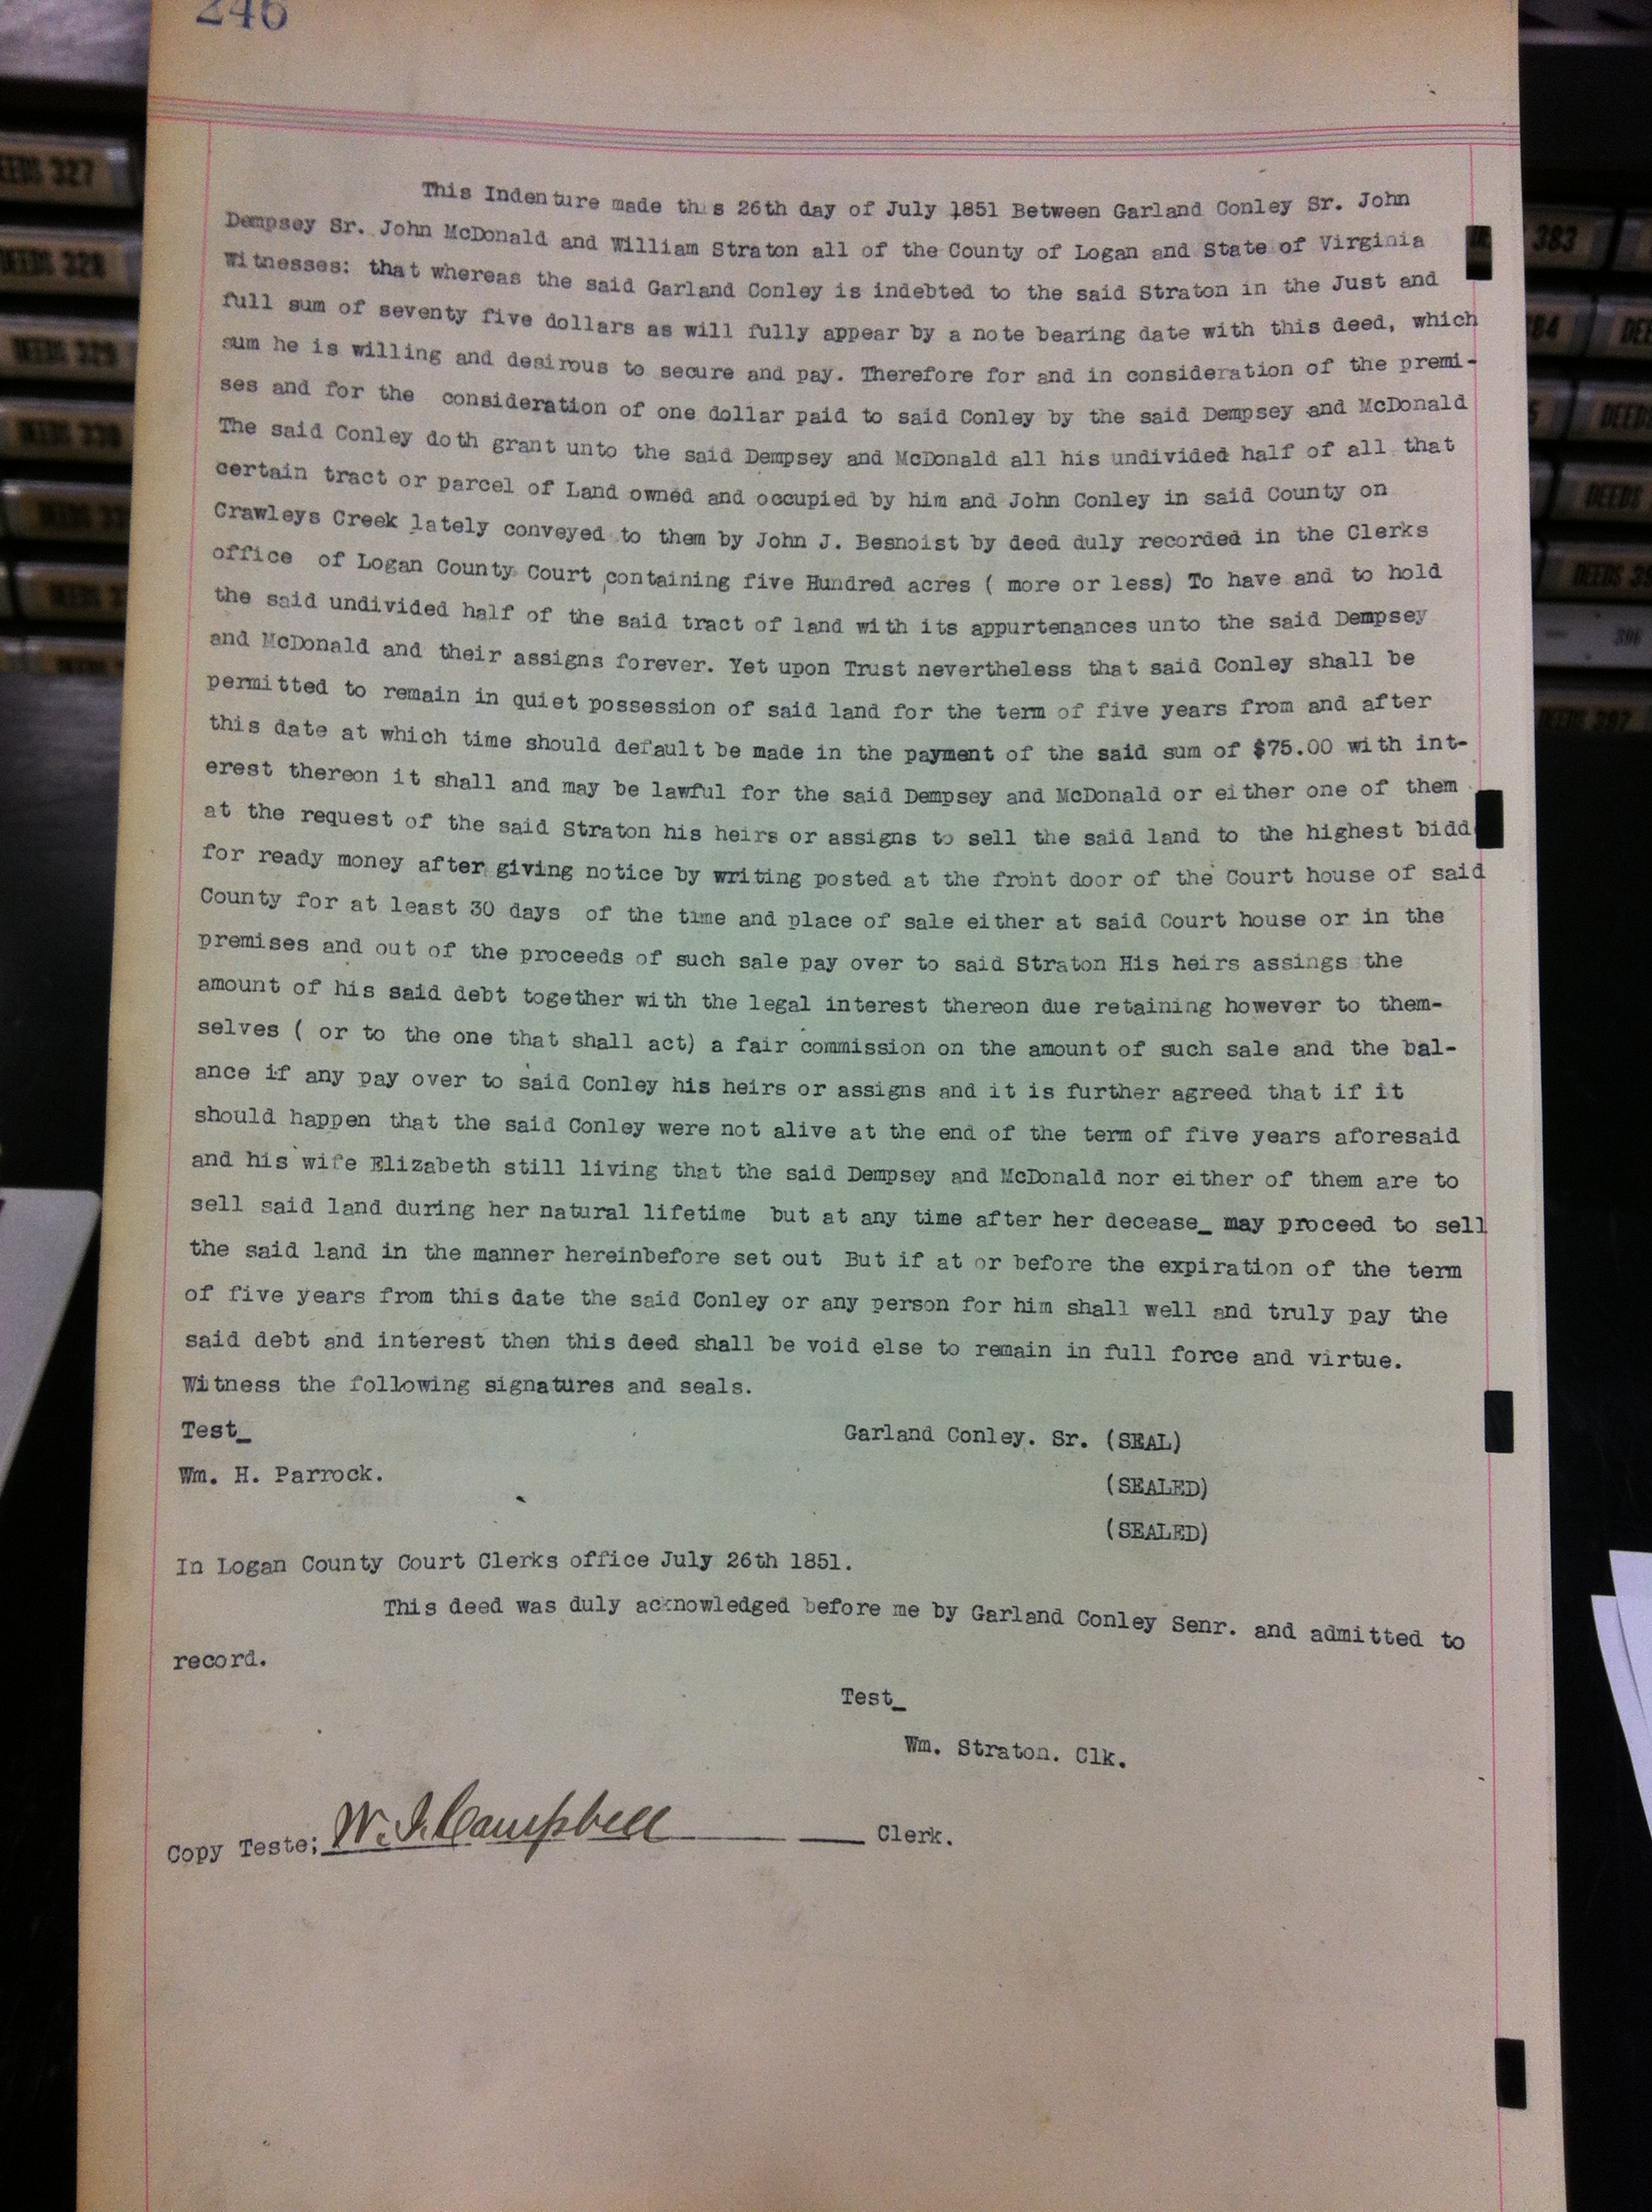 246
DEEDS 327
DEEDS 328
DEEDS 329
DEEDS 330
383
384
This Indenture made this 26th day of July 1851 Between Garland Conley Sr. John
Dempsey Sr. John McDonald and William Straton all of the County of Logan and State of Virginia
Witnesses: that whereas the said Garland Conley is indebted to the said Straton in the Just and
full sum of seventy five dollars as will fully appear by a note bearing date with this deed, which
sum he is willing and desirous to secure and pay. Therefore for and in consideration of the premi-
ses and for the consideration of one dollar paid to said Conley by the said Dempsey and McDonald
The said Conley doth grant unto the said Dempsey and McDonald all his undivided half of all that
certain tract or parcel of Land owned and occupied by him and John Conley in said County on
Crawleys Creek lately conveyed to them by John J. Besnoist by deed duly recorded in the Clerks
office of Logan County Court containing five Hundred acres ( more or less) To have and to hold
the said undivided half of the said tract of land with its appurtenances unto the said Dempsey
and McDonald and their assigns forever. Yet upon Trust nevertheless that said Conley shall be
permitted to remain in quiet possession of said land for the term of five years from and after
this date at which time should default be made in the payment of the said sum of $75.00 with int-
erest thereon it shall and may be lawful for the said Dempsey and McDonald or either one of them
at the request of the said Straton his heirs or assigns to sell the said land to the highest bidd
for ready money after giving notice by writing posted at the froht door of the Court house of said
County for at least 30 days of the time and place of sale either at said Court house or in the
premises and out of the proceeds of such sale pay over to said Straton His heirs assings the
amount of his said debt together with the legal interest thereon due retaining however to them-
selves ( or to the one that shall act) a fair commission on the amount of such sale and the bal-
ance if any pay over to said Conley his heirs or assigns and it is further agreed that if it
should happen that the said Conley were not alive at the end of the term of five years aforesaid
and his wife Elizabeth still living that the said Dempsey and McDonald nor either of them are to
sell said land during her natural lifetime but at any time after her decease_ may proceed to sell
the said land in the manner hereinbefore set out But if at or before the expiration of the term
of five years from this date the said Conley or any person for him shall well and truly pay the
said debt and interest then this deed shall be void else to remain in full force and virtue.
Witness the following signatures and seals.
Test_ Garland Conley. Sr. (SEAL)
Wm. H. Parrock. (SEALED)
(SEALED)
In Logan County Court Clerks office July 26th 1851.
This deed was duly acknowledged before me by Garland Conley Senr. and admitted to
record.
Test_
Wm. Straton. Clk.
Copy Teste; W. I. Campbell Clerk.